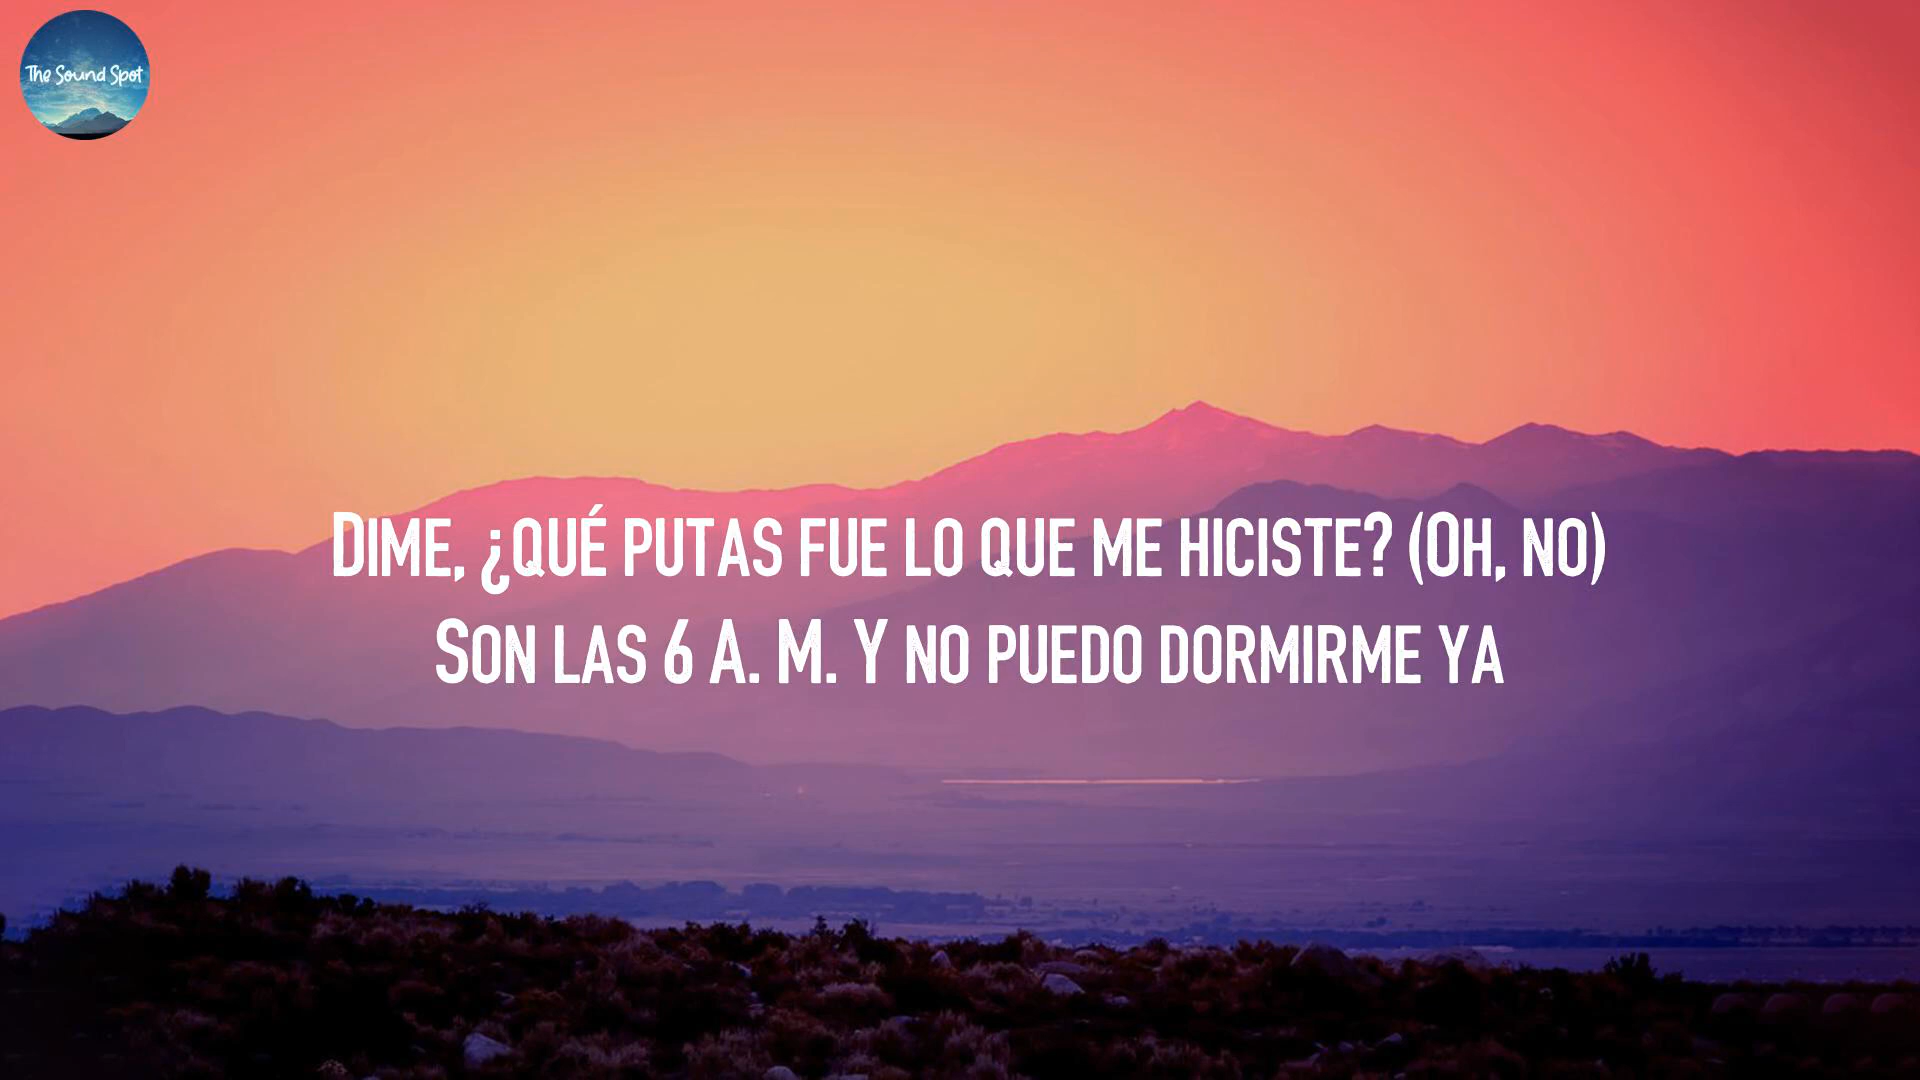 The Sound Spot
Dime, ¿qué putas fue lo que me hiciste? (Oh, no)
Son las 6 A. M. Y no puedo dormirme ya